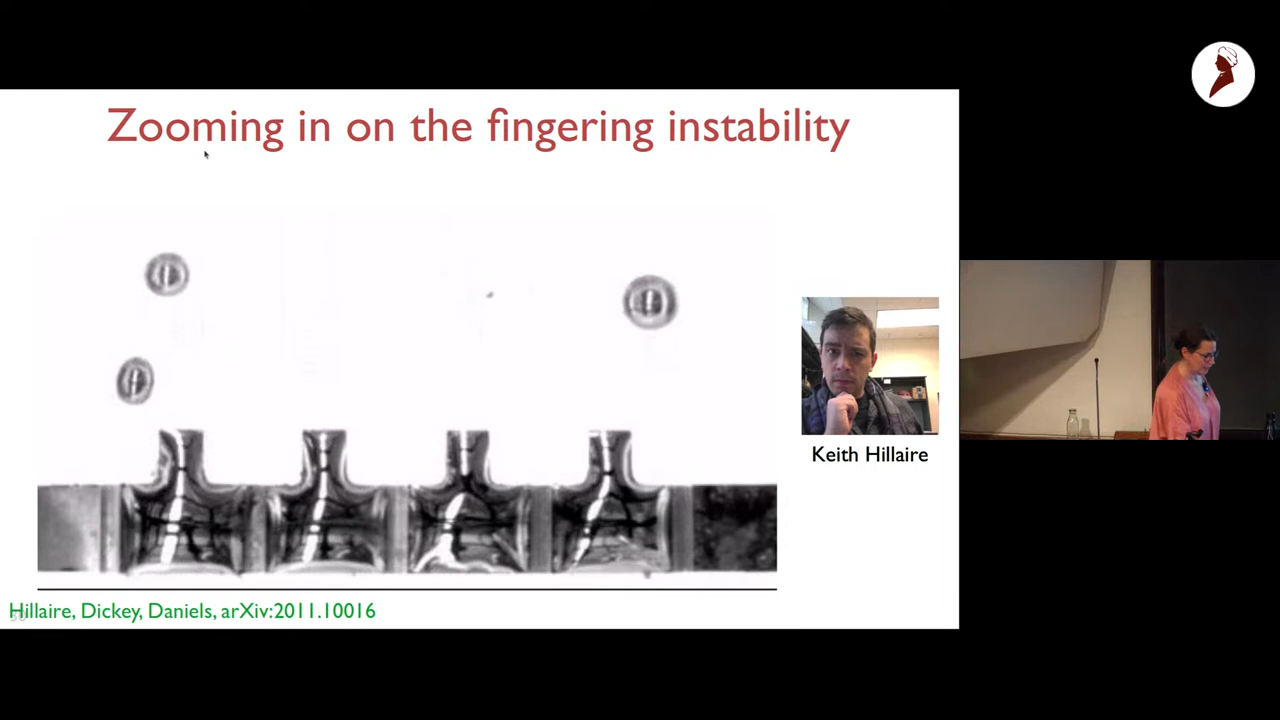 Zooming in on the fingering instability
Keith Hillaire
Hillaire, Dickey, Daniels, arXiv:2011.10016